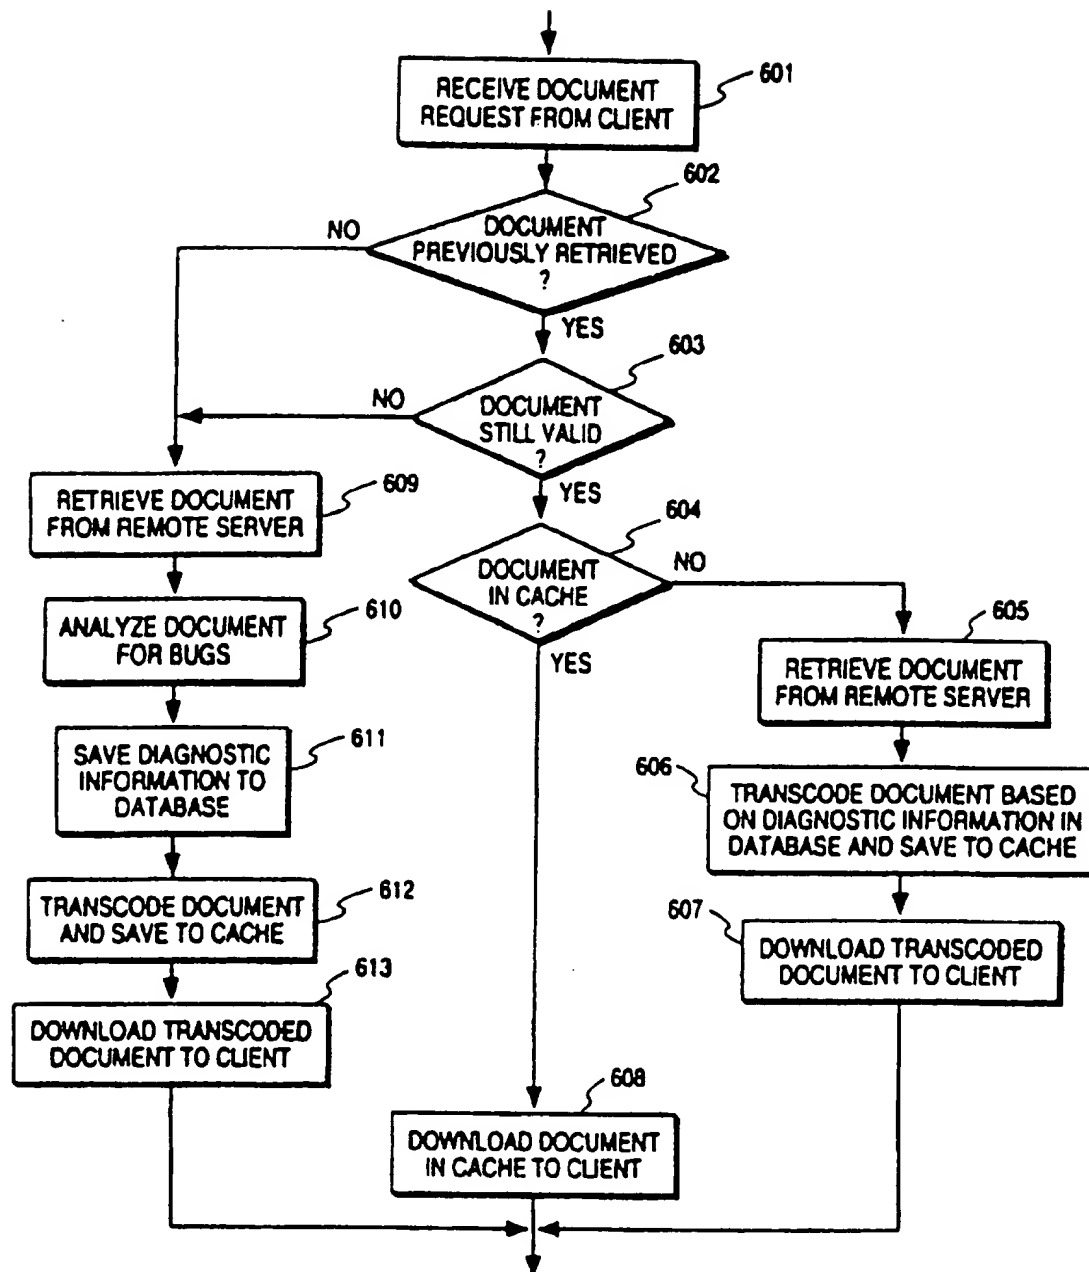 RECEIVE DOCUMENT
REQUEST FROM CLIENT
601
602
DOCUMENT
PREVIOUSLY RETRIEVED
?
NO
YES
603
DOCUMENT
STILL VALID
?
NO
YES
604
DOCUMENT
IN CACHE
?
NO
YES
605
RETRIEVE DOCUMENT
FROM REMOTE SERVER
606
TRANSCODE DOCUMENT BASED
ON DIAGNOSTIC INFORMATION IN
DATABASE AND SAVE TO CACHE
607
DOWNLOAD TRANSCODED
DOCUMENT TO CLIENT
608
DOWNLOAD DOCUMENT
IN CACHE TO CLIENT
609
RETRIEVE DOCUMENT
FROM REMOTE SERVER
610
ANALYZE DOCUMENT
FOR BUGS
611
SAVE DIAGNOSTIC
INFORMATION TO
DATABASE
612
TRANSCODE DOCUMENT
AND SAVE TO CACHE
613
DOWNLOAD TRANSCODED
DOCUMENT TO CLIENT